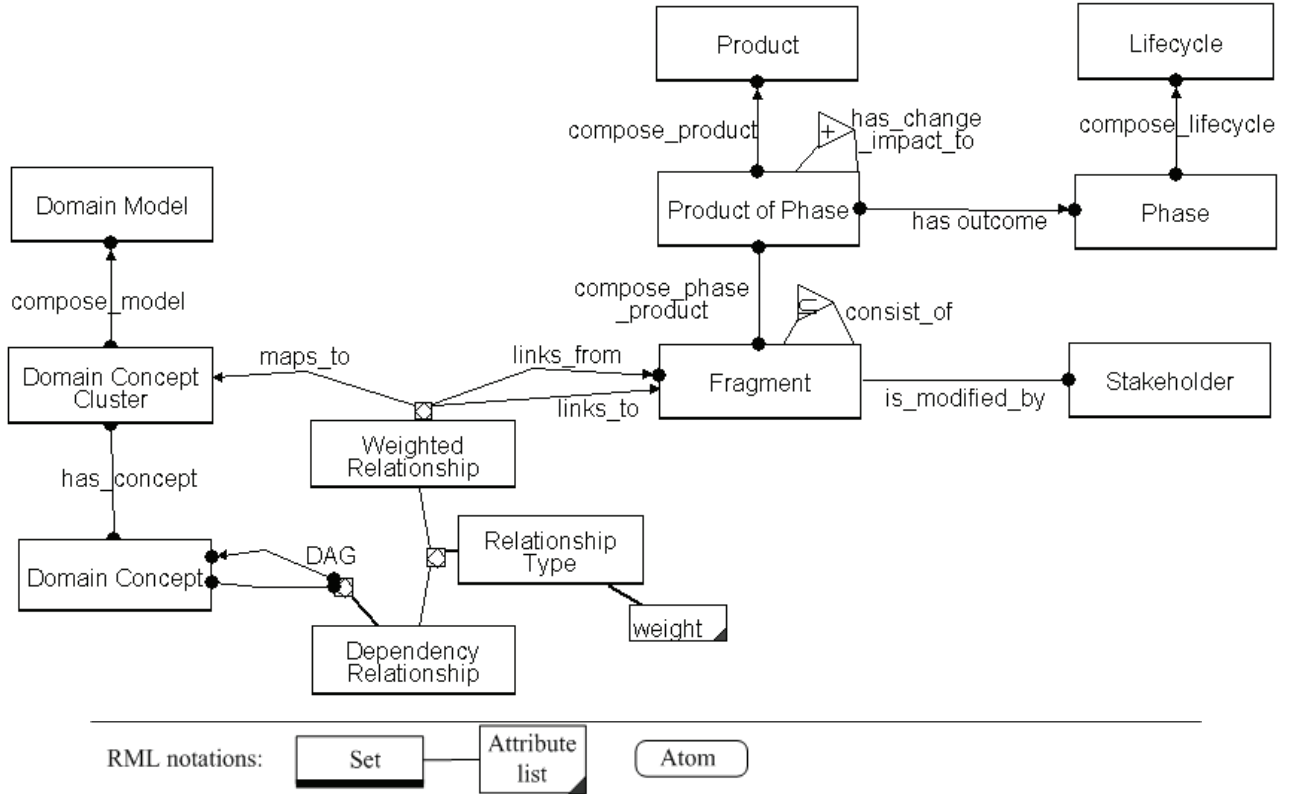 Product
Lifecycle
compose_product
has_change
_impact_to
compose_lifecycle
+
Domain Model
Product of Phase
has outcome
Phase
compose_model
compose_phase
_product
consist_of
maps_to
links_from
Domain Concept
Cluster
Fragment
links_to
is_modified_by
Stakeholder
Weighted
Relationship
has_concept
DAG
Relationship
Type
Domain Concept
weight
Dependency
Relationship
RML notations:
Set
Attribute
list
Atom